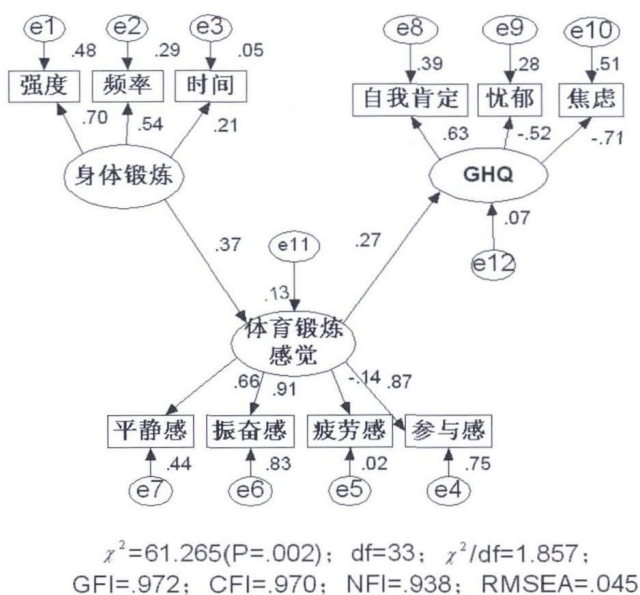 e1 e2 e3 e8 e9 e10
.48 .29 .05 .39 .28 .51
强度 频率 时间 自我肯定 忧郁 焦虑
.70 .54 .21 .63 -.52 -.71
身体锻炼 GHQ
.07
.37 e11 .27 e12
.13
体育锻炼
感觉
.66 .91 -.14 .87
平静感 振奋感 疲劳感 参与感
.44 .83 .02 .75
e7 e6 e5 e4
χ²=61.265(P=.002); df=33; χ²/df=1.857;
GFI=.972; CFI=.970; NFI=.938; RMSEA=.045